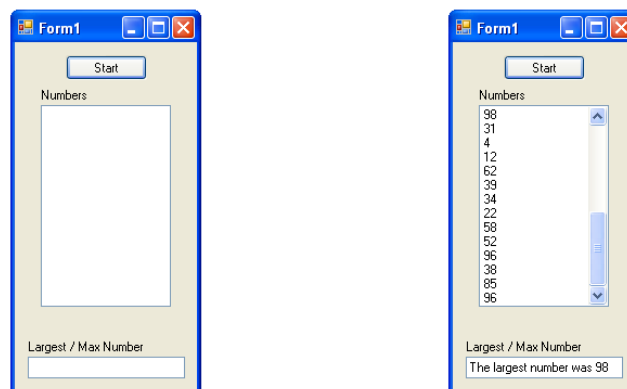 Form1
Start
Numbers
Largest / Max Number
Form1
Start
Numbers
98
31
4
12
62
39
34
22
58
52
96
38
85
96
Largest / Max Number
The largest number was 98